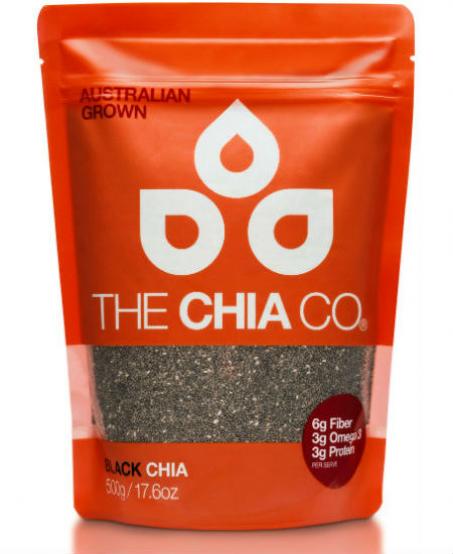 AUSTRALIAN
GROWN
THE CHIA CO®
6g Fiber
3g Omega 3
3g Protein
PER SERVE
BLACK CHIA
500g/17.6oz